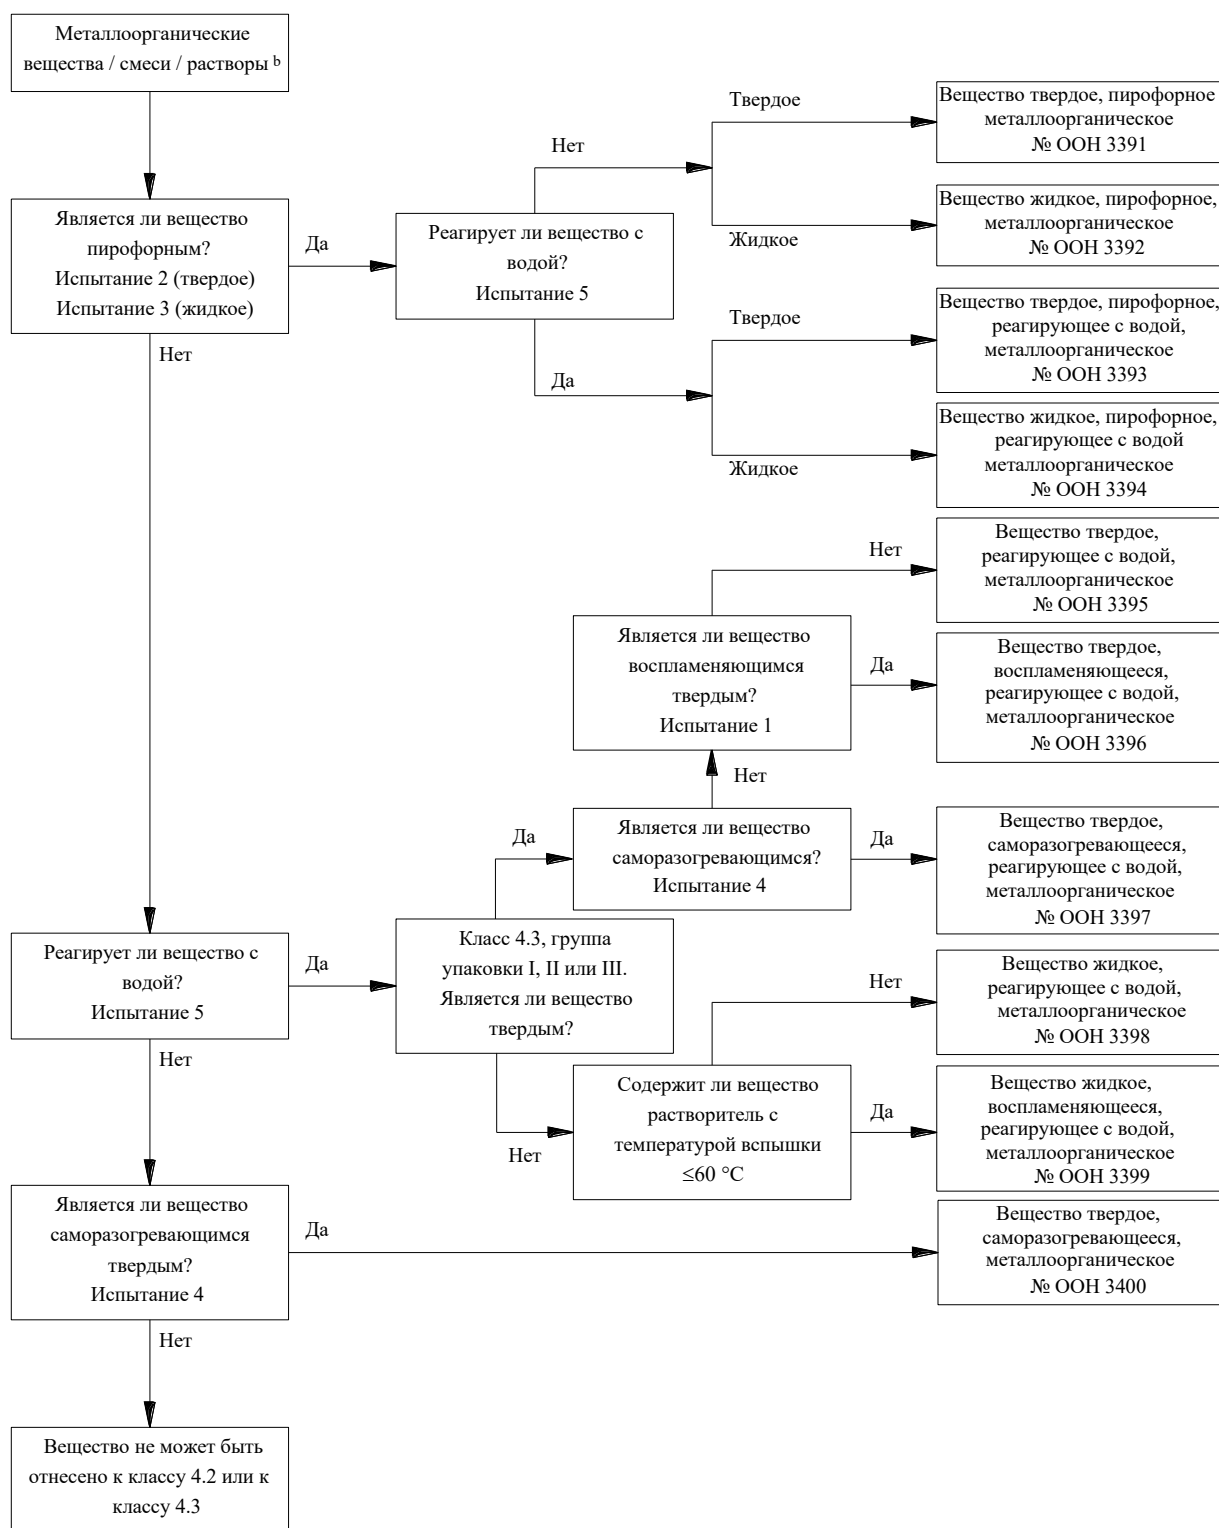 Металлоорганические
вещества / смеси / растворы b
Является ли вещество
пирофорным?
Испытание 2 (твердое)
Испытание 3 (жидкое)
Да
Нет
Реагирует ли вещество с
водой?
Испытание 5
Нет
Да
Твердое
Жидкое
Твердое
Жидкое
Вещество твердое, пирофорное
металлоорганическое
№ ООН 3391
Вещество жидкое, пирофорное,
металлоорганическое
№ ООН 3392
Вещество твердое, пирофорное,
реагирующее с водой,
металлоорганическое
№ ООН 3393
Вещество жидкое, пирофорное,
реагирующее с водой
металлоорганическое
№ ООН 3394
Нет
Вещество твердое,
реагирующее с водой,
металлоорганическое
№ ООН 3395
Является ли вещество
воспламеняющимся
твердым?
Испытание 1
Да
Вещество твердое,
воспламеняющееся,
реагирующее с водой,
металлоорганическое
№ ООН 3396
Нет
Да
Является ли вещество
саморазогревающимся?
Испытание 4
Да
Вещество твердое,
саморазогревающееся,
реагирующее с водой,
металлоорганическое
№ ООН 3397
Реагирует ли вещество с
водой?
Испытание 5
Да
Нет
Класс 4.3, группа
упаковки I, II или III.
Является ли вещество
твердым?
Нет
Нет
Вещество жидкое,
реагирующее с водой,
металлоорганическое
№ ООН 3398
Содержит ли вещество
растворитель с
температурой вспышки
≤60 °C
Да
Вещество жидкое,
воспламеняющееся,
реагирующее с водой,
металлоорганическое
№ ООН 3399
Является ли вещество
саморазогревающимся
твердым?
Испытание 4
Да
Вещество твердое,
саморазогревающееся,
металлоорганическое
№ ООН 3400
Нет
Вещество не может быть
отнесено к классу 4.2 или к
классу 4.3